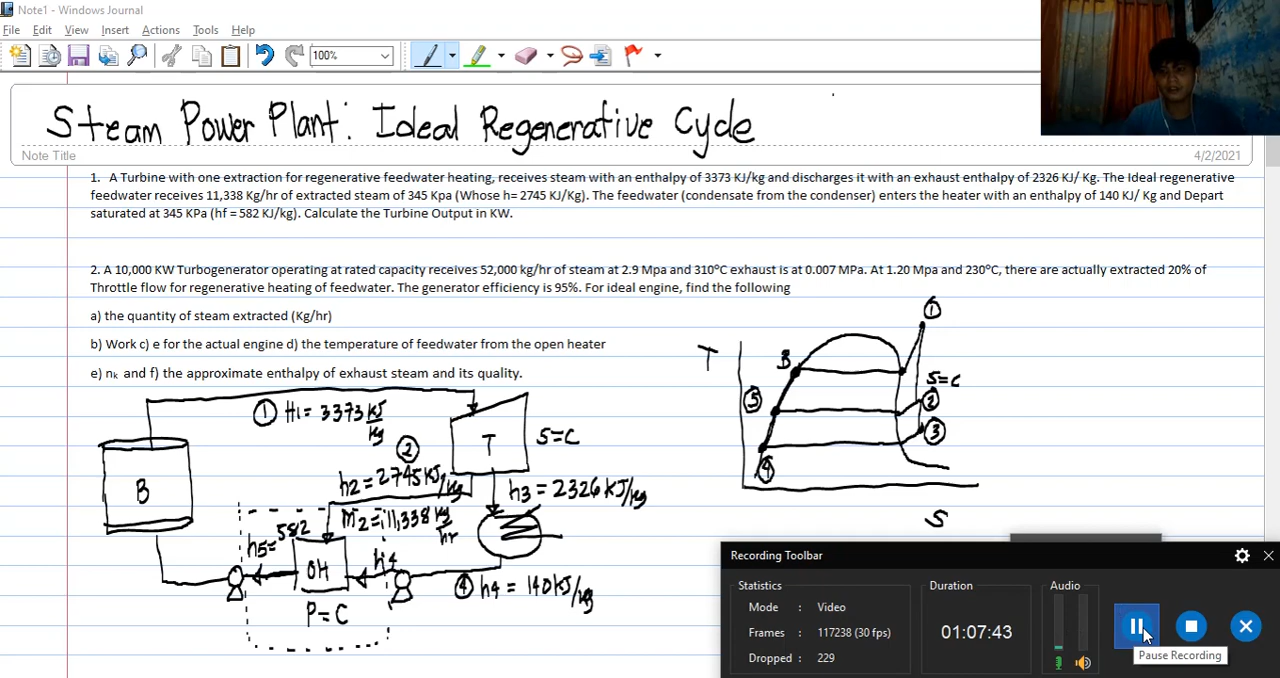 Note1 - Windows Journal
File Edit View Insert Actions Tools Help
100%
Steam Power Plant: Ideal Regenerative Cycle
Note Title
4/2/2021
1. A Turbine with one extraction for regenerative feedwater heating, receives steam with an enthalpy of 3373 KJ/kg and discharges it with an exhaust enthalpy of 2326 KJ/ Kg. The Ideal regenerative
feedwater receives 11,338 Kg/hr of extracted steam of 345 Kpa (Whose h= 2745 KJ/Kg). The feedwater (condensate from the condenser) enters the heater with an enthalpy of 140 KJ/ Kg and Depart
saturated at 345 KPa (hf = 582 KJ/kg). Calculate the Turbine Output in KW.
2. A 10,000 KW Turbogenerator operating at rated capacity receives 52,000 kg/hr of steam at 2.9 Mpa and 310°C exhaust is at 0.007 MPa. At 1.20 Mpa and 230°C, there are actually extracted 20% of
Throttle flow for regenerative heating of feedwater. The generator efficiency is 95%. For ideal engine, find the following
a) the quantity of steam extracted (Kg/hr)
b) Work c) e for the actual engine d) the temperature of feedwater from the open heater
e) nk and f) the approximate enthalpy of exhaust steam and its quality.
① H1= 3373 KJ/Kg
T
S=C
②
h2=2745KJ/kg
h3=2326KJ/kg
B
M2=11,338 kg/hr
h5=582
OH
h4
P=C
④ h4= 140KJ/kg
T
①
B
S=C
⑤
②
③
④
S
Recording Toolbar
Statistics
Mode : Video
Frames : 117238 (30 fps)
Dropped : 229
Duration
01:07:43
Audio
Pause Recording